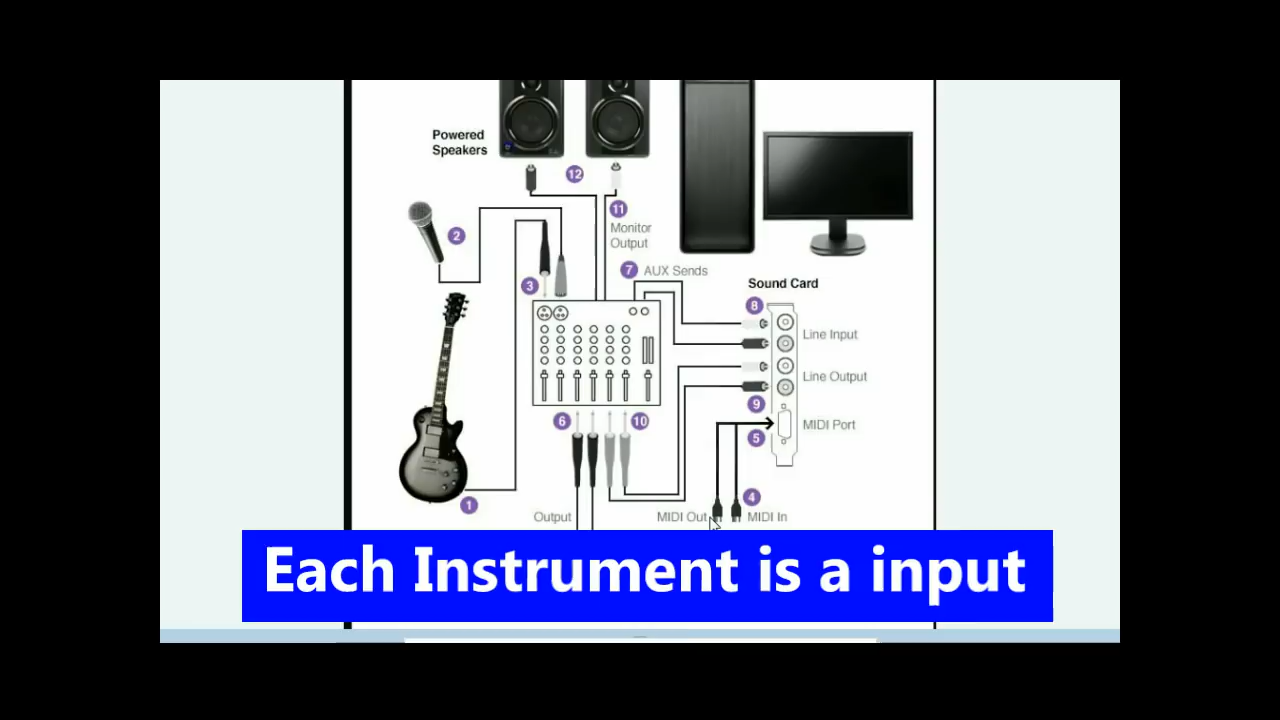 Powered
Speakers
12
11
Monitor
Output
2
7
AUX Sends
3
Sound Card
8
Line Input
Line Output
9
6
10
5
MIDI Port
4
1
Output
MIDI Out
MIDI In
Each Instrument is a input